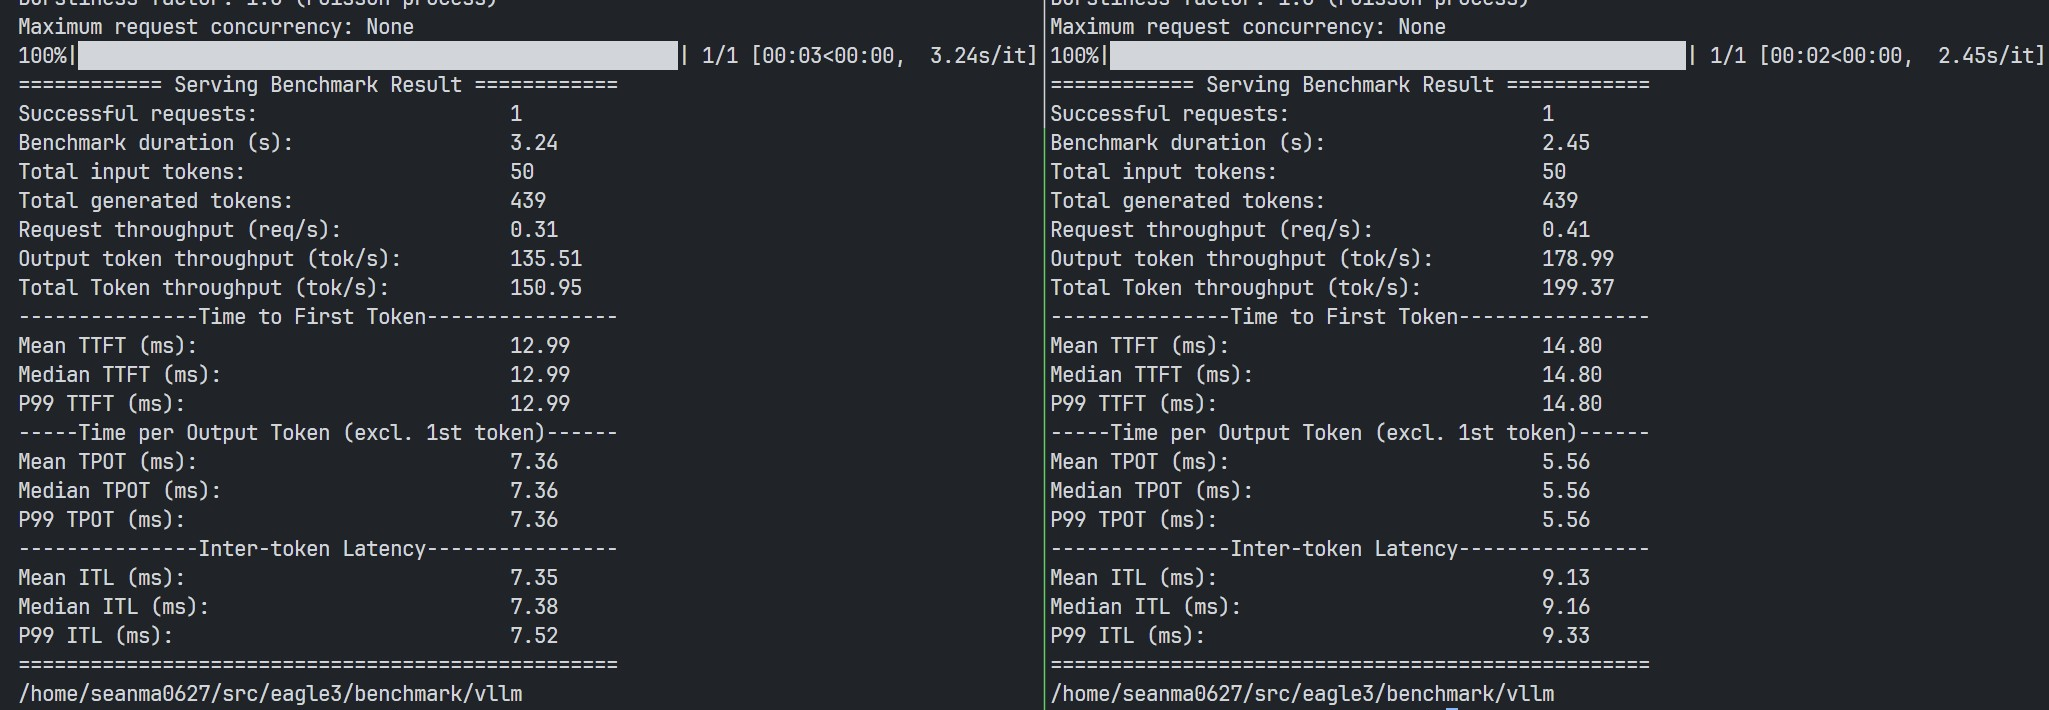 Burstiness factor: 1.0 (Poisson process)
Maximum request concurrency: None
100%| | 1/1 [00:03<00:00,  3.24s/it]
============ Serving Benchmark Result ============
Successful requests:                     1
Benchmark duration (s):                  3.24
Total input tokens:                      50
Total generated tokens:                  439
Request throughput (req/s):              0.31
Output token throughput (tok/s):         135.51
Total Token throughput (tok/s):          150.95
---------------Time to First Token----------------
Mean TTFT (ms):                          12.99
Median TTFT (ms):                        12.99
P99 TTFT (ms):                           12.99
-----Time per Output Token (excl. 1st token)------
Mean TPOT (ms):                          7.36
Median TPOT (ms):                        7.36
P99 TPOT (ms):                           7.36
---------------Inter-token Latency----------------
Mean ITL (ms):                           7.35
Median ITL (ms):                         7.38
P99 ITL (ms):                            7.52
==================================================
/home/seanma0627/src/eagle3/benchmark/vllm
Burstiness factor: 1.0 (Poisson process)
Maximum request concurrency: None
100%| | 1/1 [00:02<00:00,  2.45s/it]
============ Serving Benchmark Result ============
Successful requests:                     1
Benchmark duration (s):                  2.45
Total input tokens:                      50
Total generated tokens:                  439
Request throughput (req/s):              0.41
Output token throughput (tok/s):         178.99
Total Token throughput (tok/s):          199.37
---------------Time to First Token----------------
Mean TTFT (ms):                          14.80
Median TTFT (ms):                        14.80
P99 TTFT (ms):                           14.80
-----Time per Output Token (excl. 1st token)------
Mean TPOT (ms):                          5.56
Median TPOT (ms):                        5.56
P99 TPOT (ms):                           5.56
---------------Inter-token Latency----------------
Mean ITL (ms):                           9.13
Median ITL (ms):                         9.16
P99 ITL (ms):                            9.33
==================================================
/home/seanma0627/src/eagle3/benchmark/vllm